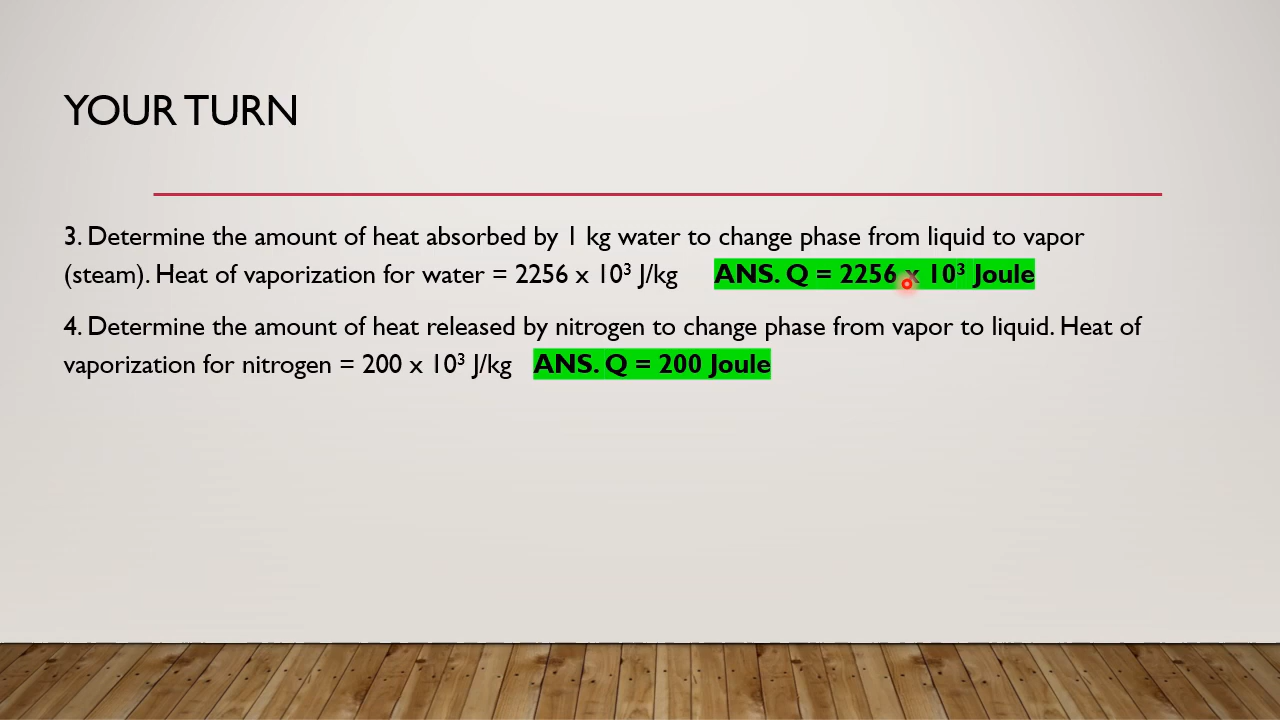 YOUR TURN
3. Determine the amount of heat absorbed by 1 kg water to change phase from liquid to vapor
(steam). Heat of vaporization for water = 2256 x 10³ J/kg ANS. Q = 2256 x 10³ Joule
4. Determine the amount of heat released by nitrogen to change phase from vapor to liquid. Heat of
vaporization for nitrogen = 200 x 10³ J/kg ANS. Q = 200 Joule